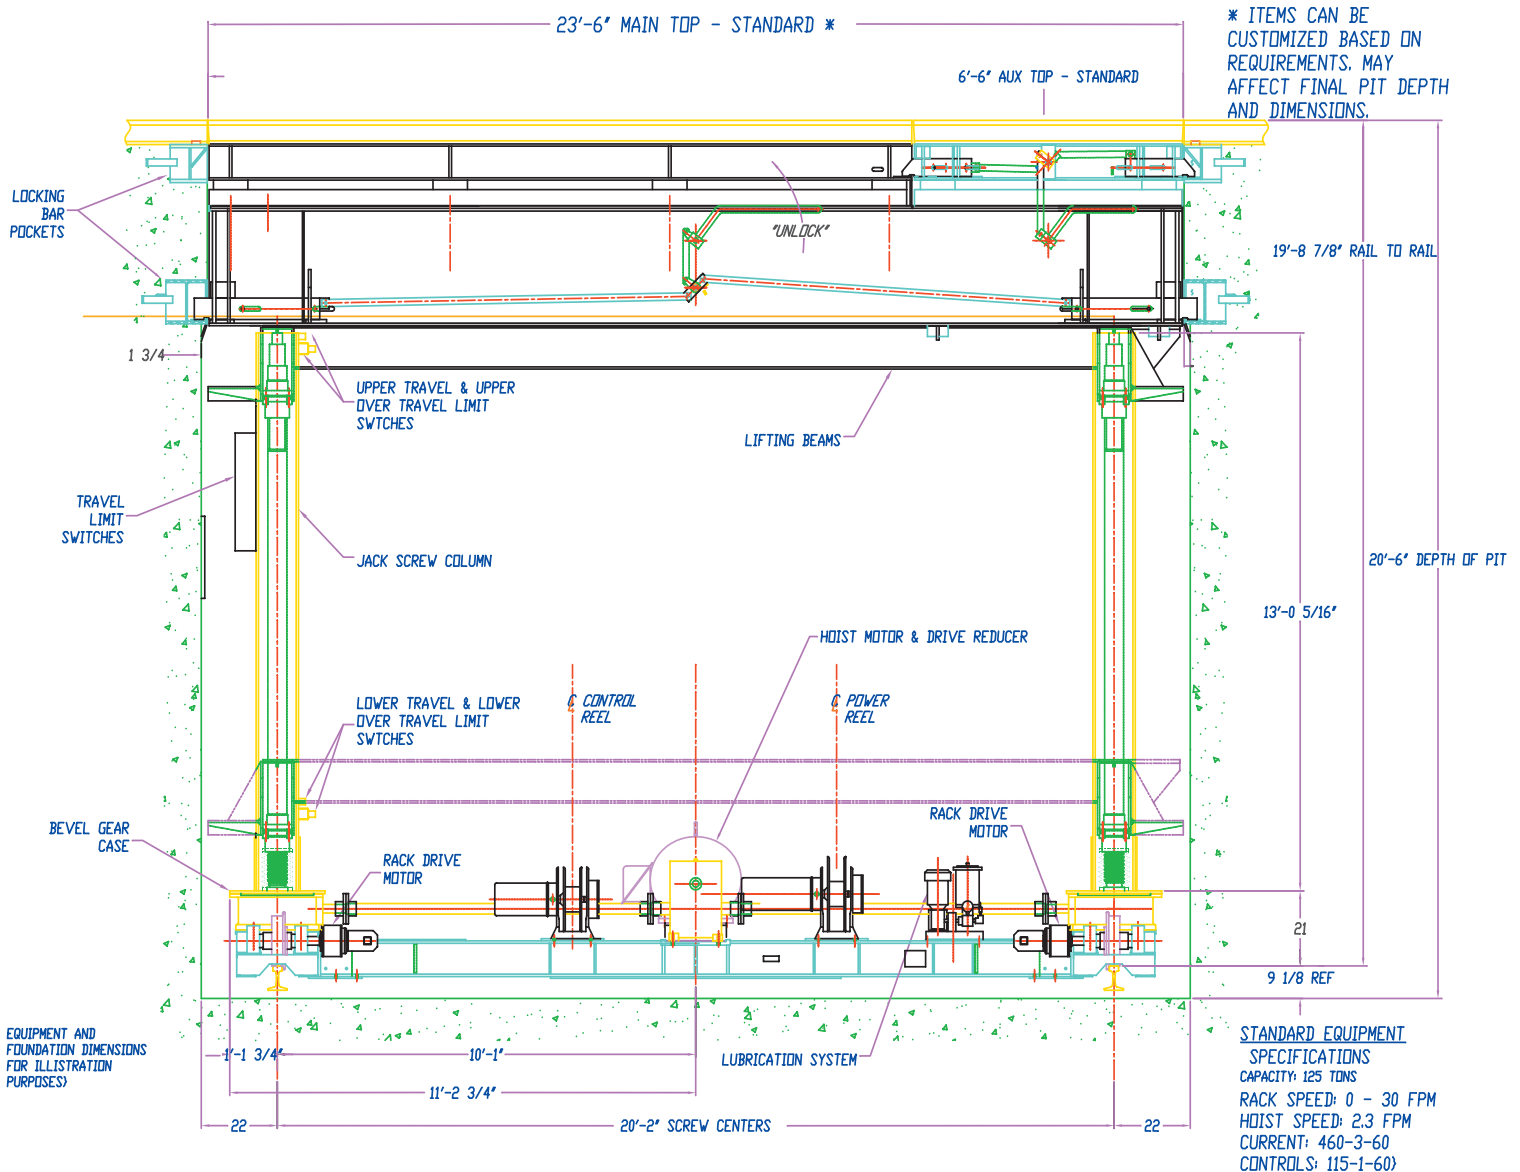 23'-6" MAIN TOP - STANDARD *
* ITEMS CAN BE
CUSTOMIZED BASED ON
REQUIREMENTS. MAY
AFFECT FINAL PIT DEPTH
AND DIMENSIONS.
6'-6" AUX TOP - STANDARD
LOCKING
BAR
POCKETS
"UNLOCK"
19'-8 7/8" RAIL TO RAIL
1 3/4
UPPER TRAVEL & UPPER
OVER TRAVEL LIMIT
SWTCHES
LIFTING BEAMS
TRAVEL
LIMIT
SWITCHES
JACK SCREW COLUMN
20'-6" DEPTH OF PIT
13'-0 5/16"
HOIST MOTOR & DRIVE REDUCER
LOWER TRAVEL & LOWER
OVER TRAVEL LIMIT
SWTCHES
C CONTROL
REEL
C POWER
REEL
BEVEL GEAR
CASE
RACK DRIVE
MOTOR
RACK DRIVE
MOTOR
21
9 1/8 REF
EQUIPMENT AND
FOUNDATION DIMENSIONS
FOR ILLISTRATION
PURPOSES)
1'-1 3/4"
10'-1"
LUBRICATION SYSTEM
11'-2 3/4"
22
20'-2" SCREW CENTERS
22
STANDARD EQUIPMENT
SPECIFICATIONS
CAPACITY: 125 TONS
RACK SPEED: 0 - 30 FPM
HOIST SPEED: 2.3 FPM
CURRENT: 460-3-60
CONTROLS: 115-1-60)